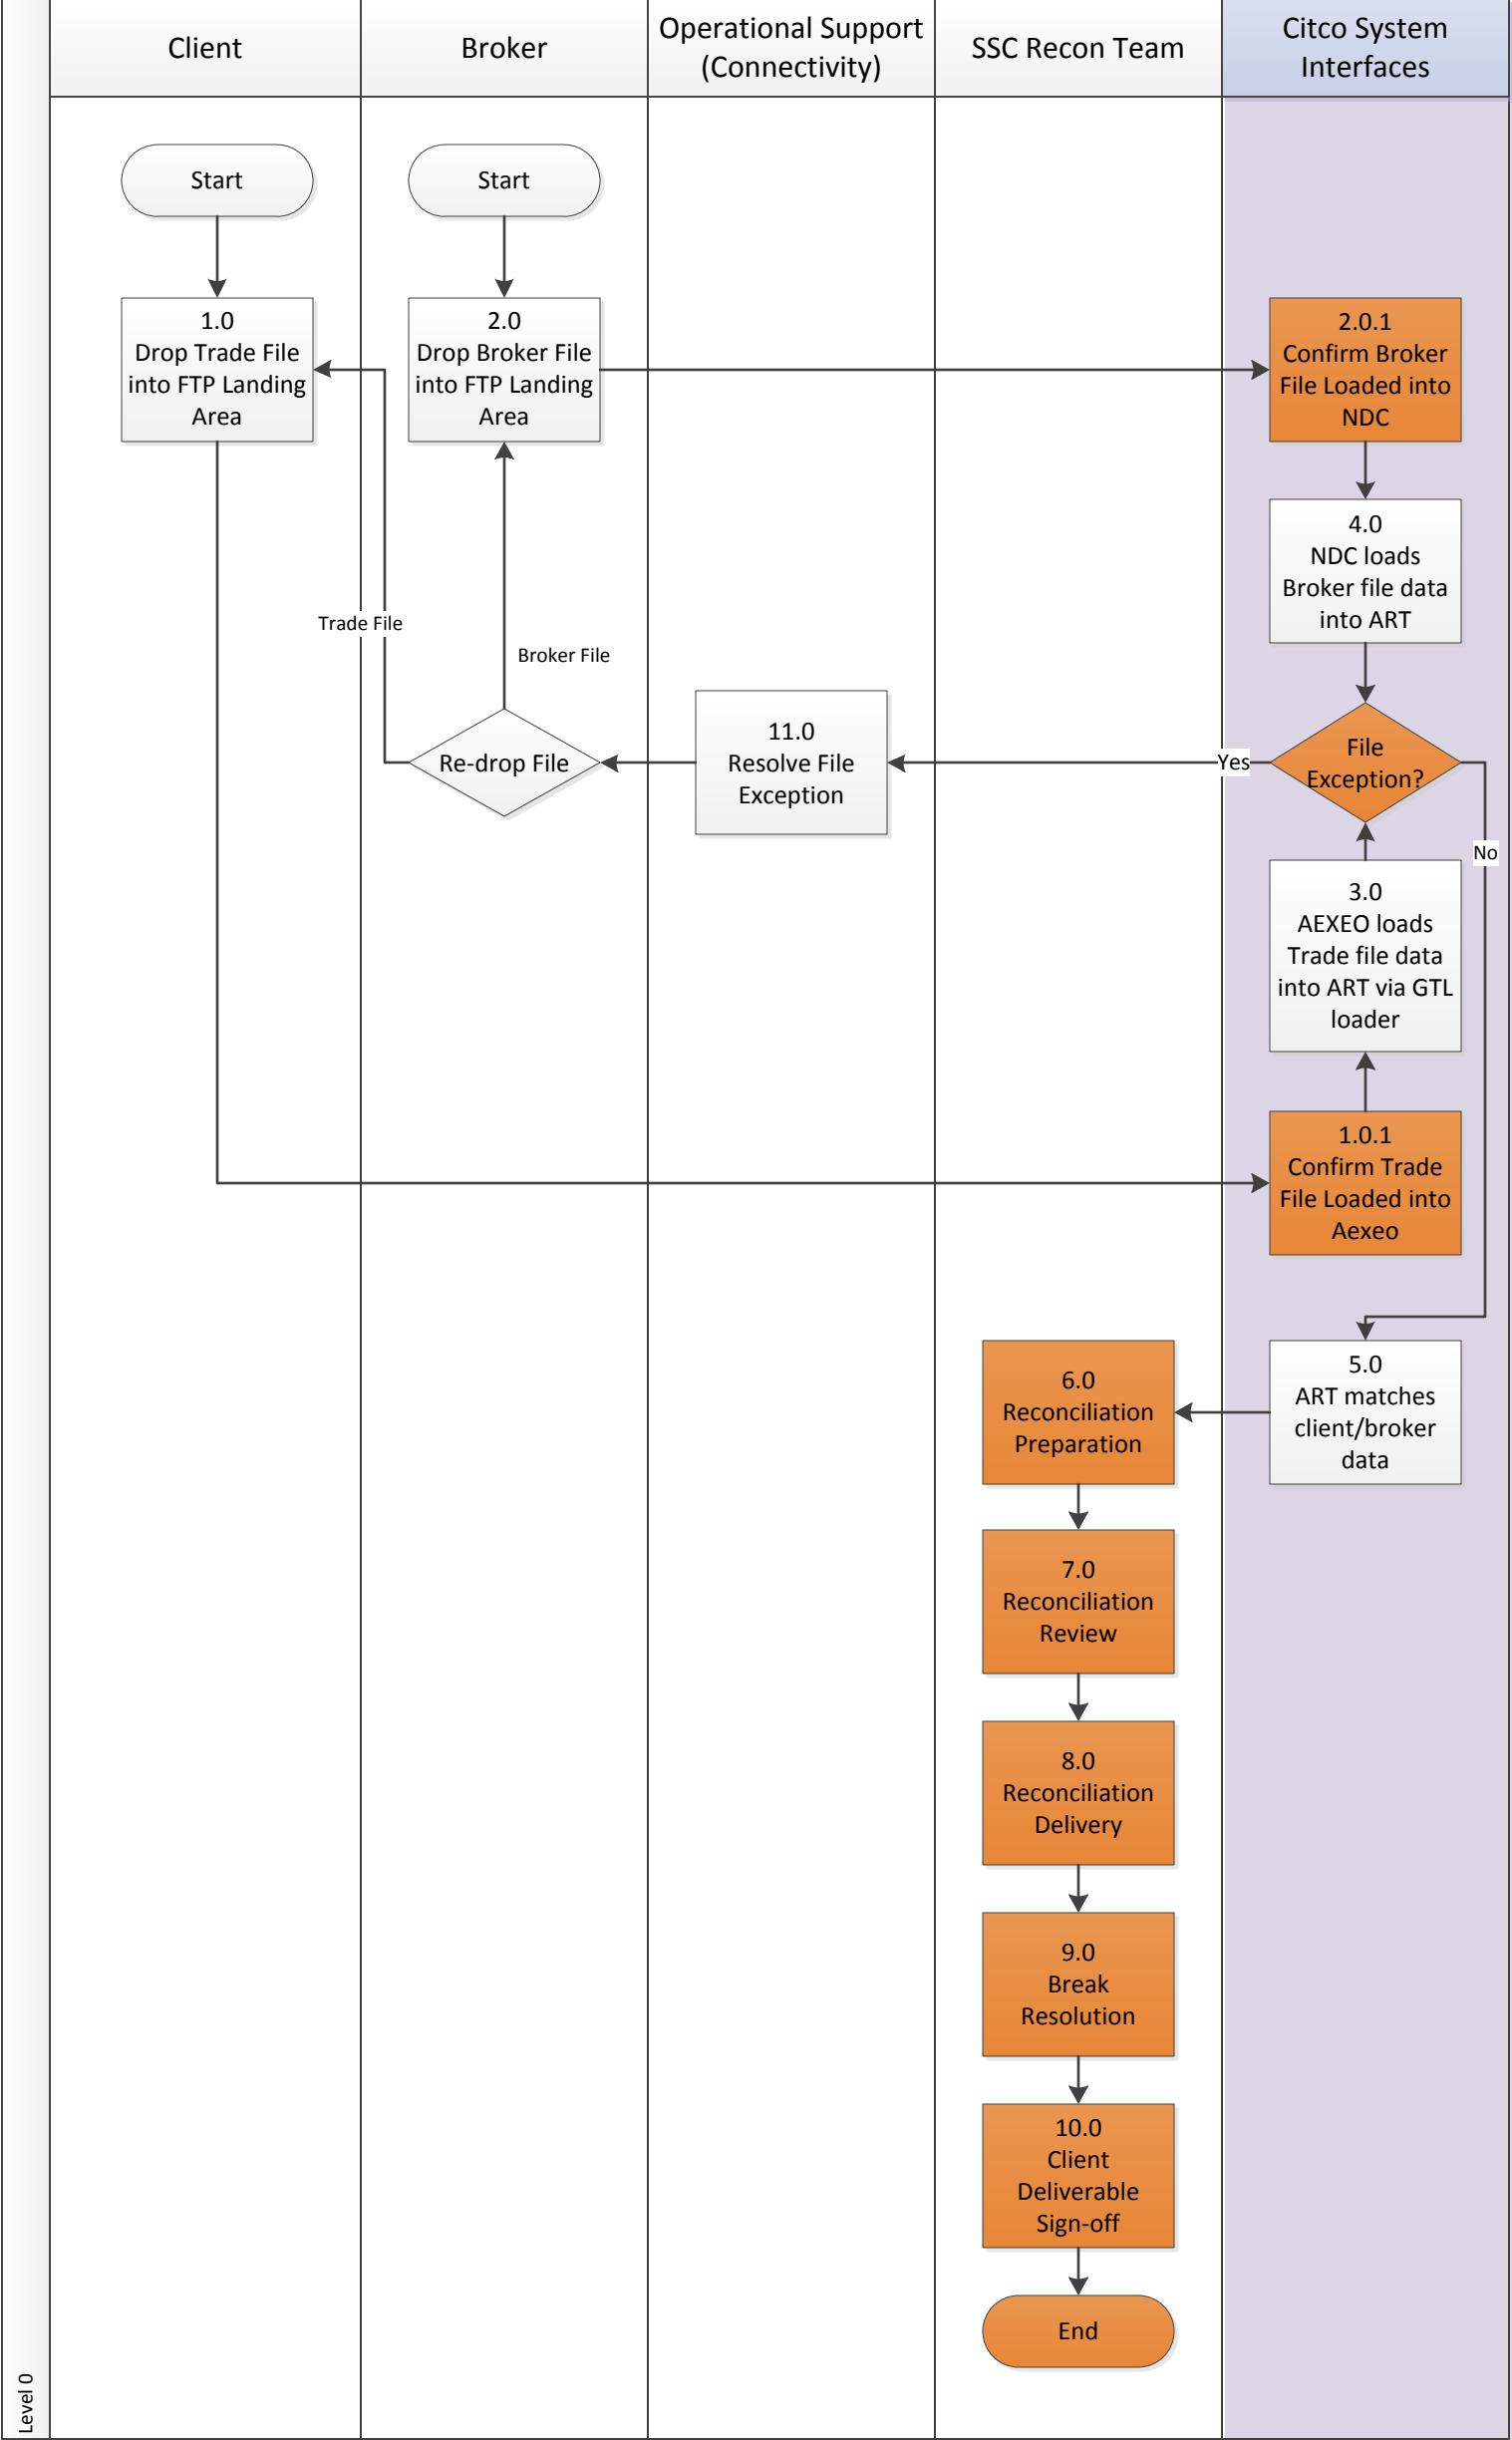 Client
Broker
Operational Support
(Connectivity)
SSC Recon Team
Citco System
Interfaces
Start
Start
1.0
Drop Trade File
into FTP Landing
Area
2.0
Drop Broker File
into FTP Landing
Area
2.0.1
Confirm Broker
File Loaded into
NDC
4.0
NDC loads
Broker file data
into ART
Trade File
Broker File
Re-drop File
11.0
Resolve File
Exception
Yes
File
Exception?
No
3.0
AEXEO loads
Trade file data
into ART via GTL
loader
1.0.1
Confirm Trade
File Loaded into
Aexeo
5.0
ART matches
client/broker
data
6.0
Reconciliation
Preparation
7.0
Reconciliation
Review
8.0
Reconciliation
Delivery
9.0
Break
Resolution
10.0
Client
Deliverable
Sign-off
End
Level 0